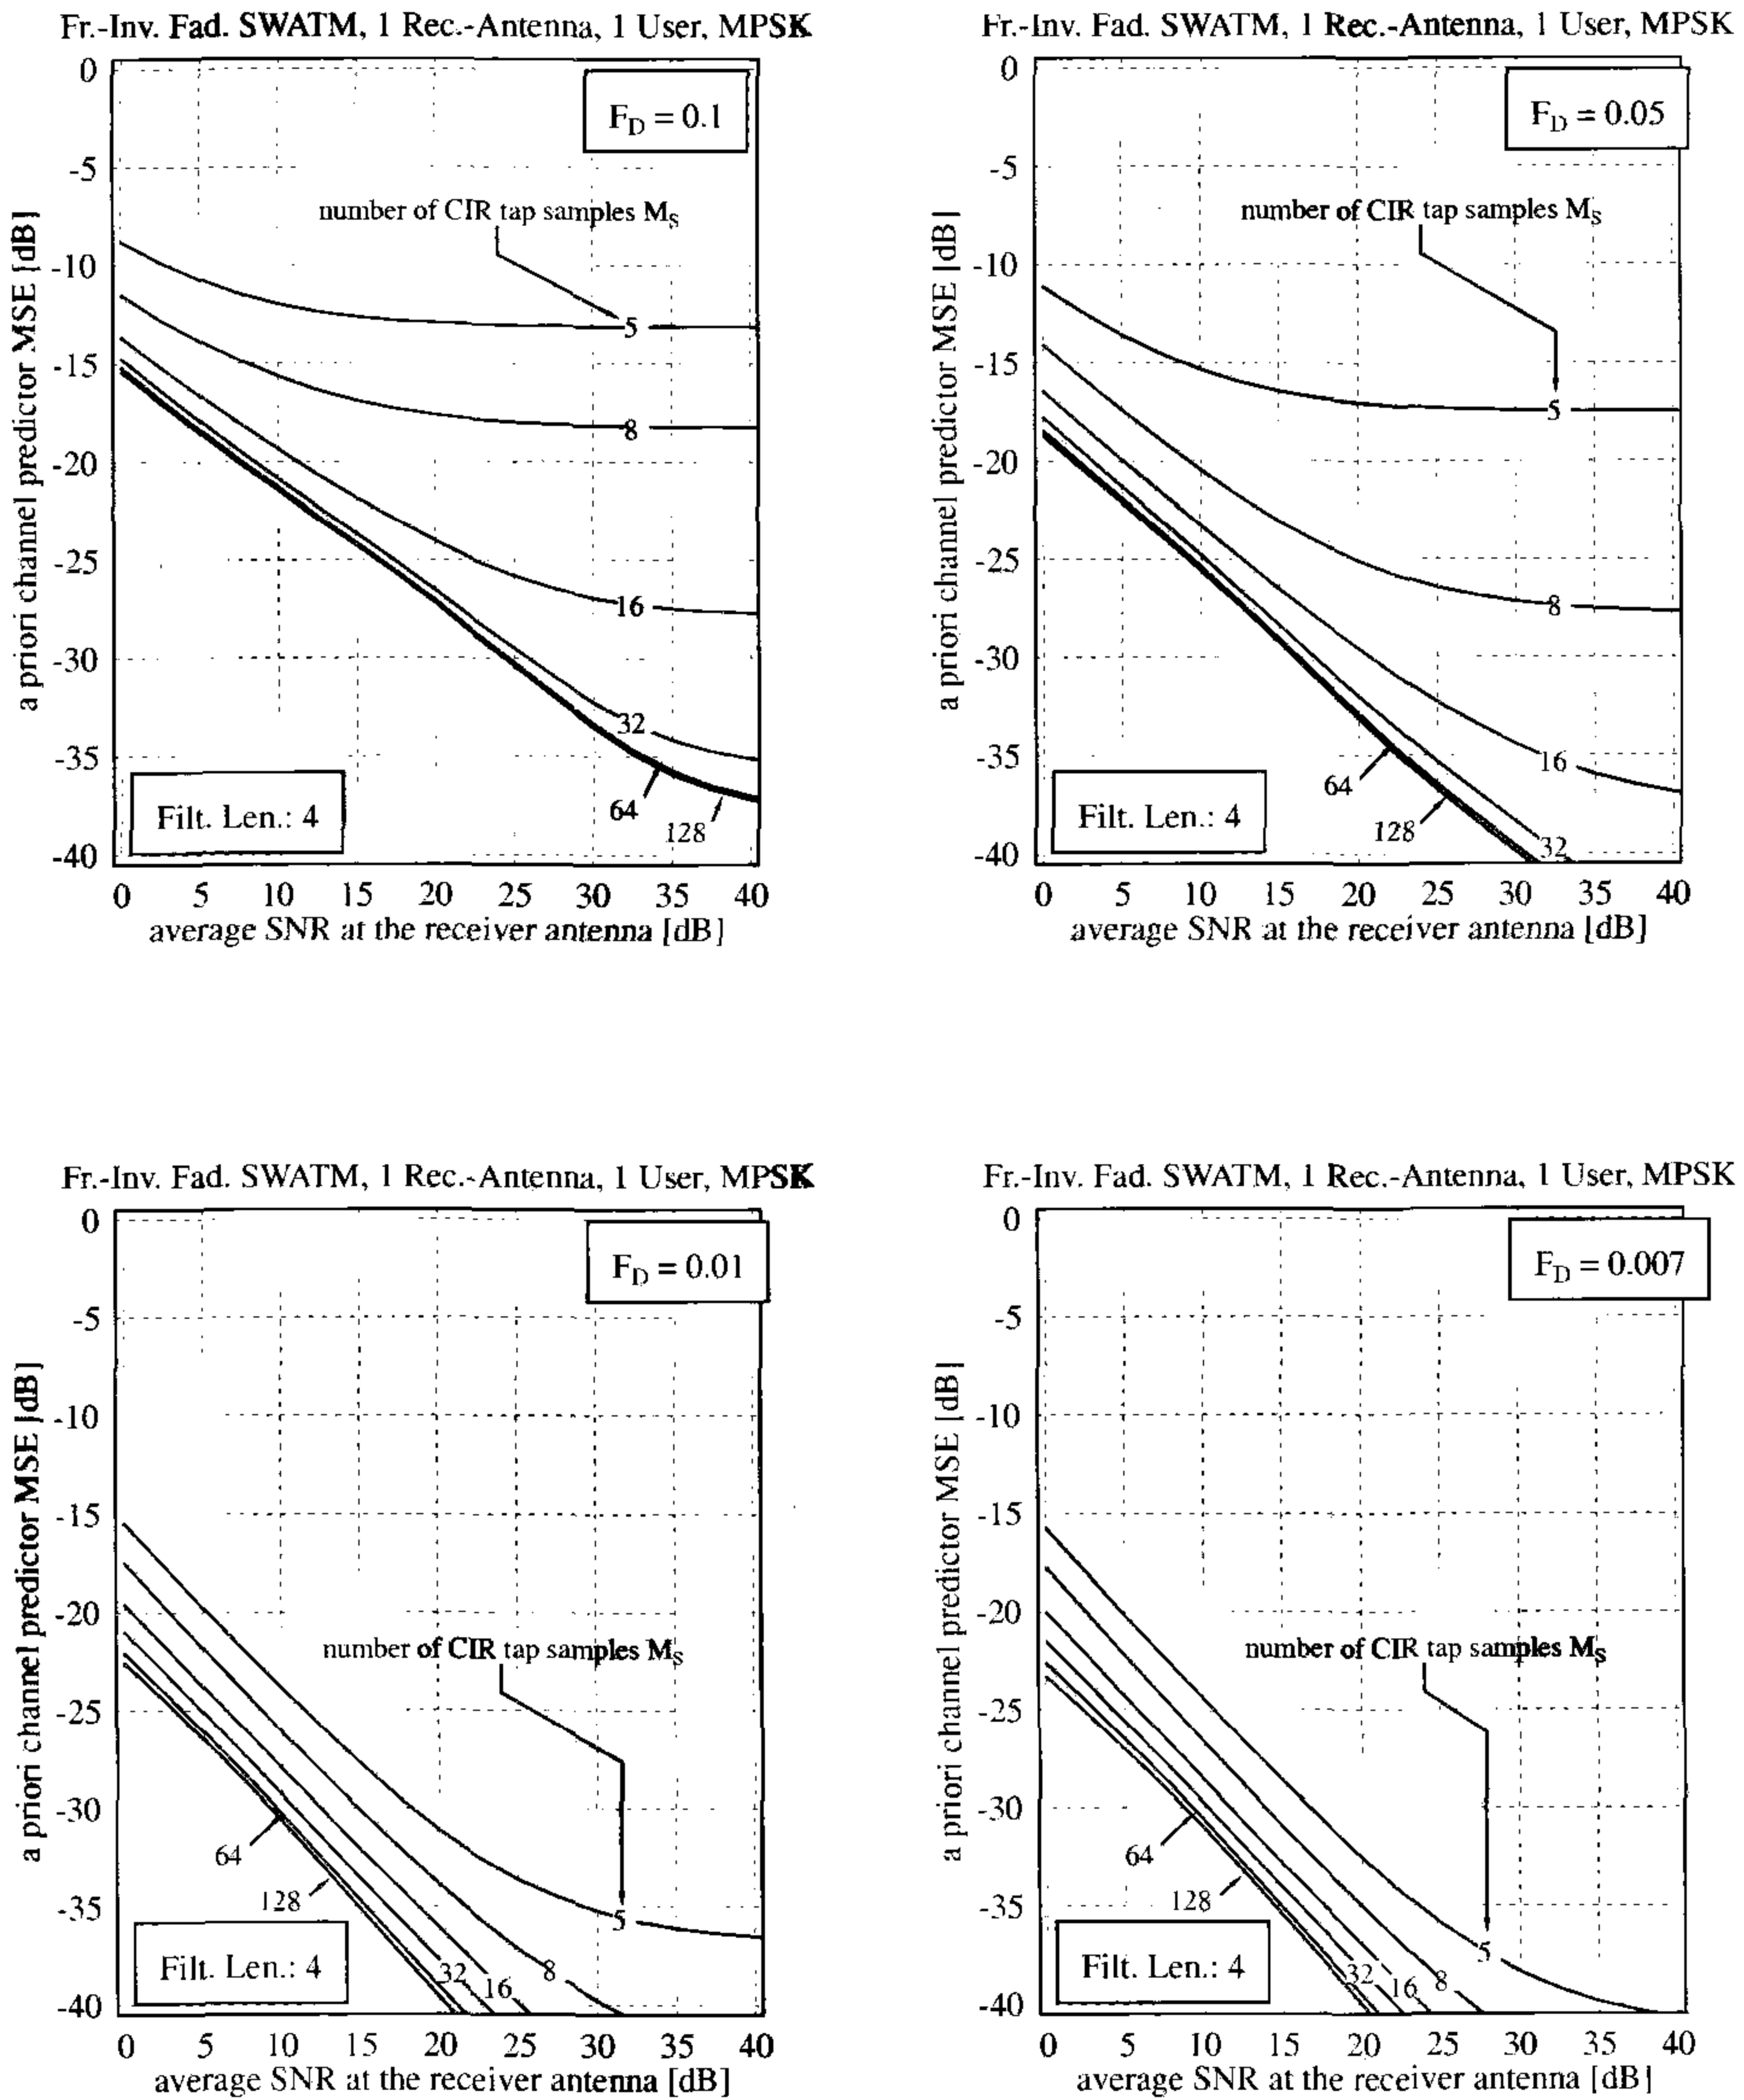 Fr.-Inv. Fad. SWATM, 1 Rec.-Antenna, 1 User, MPSK
F_D = 0.1
number of CIR tap samples M_S
a priori channel predictor MSE [dB]
0
-5
-10
-15
-20
-25
-30
-35
-40
5
8
16
32
64
128
Filt. Len.: 4
0 5 10 15 20 25 30 35 40
average SNR at the receiver antenna [dB]
Fr.-Inv. Fad. SWATM, 1 Rec.-Antenna, 1 User, MPSK
F_D = 0.05
number of CIR tap samples M_S
a priori channel predictor MSE [dB]
0
-5
-10
-15
-20
-25
-30
-35
-40
5
8
16
64
128
32
Filt. Len.: 4
0 5 10 15 20 25 30 35 40
average SNR at the receiver antenna [dB]
Fr.-Inv. Fad. SWATM, 1 Rec.-Antenna, 1 User, MPSK
F_D = 0.01
number of CIR tap samples M_S
a priori channel predictor MSE [dB]
0
-5
-10
-15
-20
-25
-30
-35
-40
64
128
5
32
16
8
Filt. Len.: 4
0 5 10 15 20 25 30 35 40
average SNR at the receiver antenna [dB]
Fr.-Inv. Fad. SWATM, 1 Rec.-Antenna, 1 User, MPSK
F_D = 0.007
number of CIR tap samples M_S
a priori channel predictor MSE [dB]
0
-5
-10
-15
-20
-25
-30
-35
-40
64
128
5
32
16
8
Filt. Len.: 4
0 5 10 15 20 25 30 35 40
average SNR at the receiver antenna [dB]